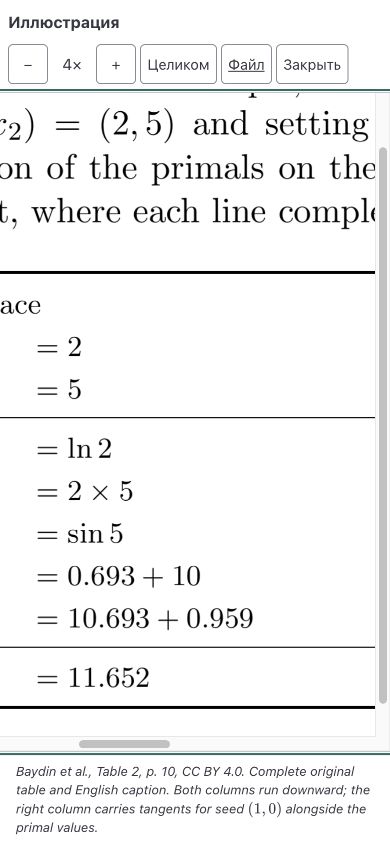 Иллюстрация
− 4× + Целиком Файл Закрыть
2) = (2, 5) and setting
on of the primals on the
t, where each line compl
ace
= 2
= 5
= ln 2
= 2 × 5
= sin 5
= 0.693 + 10
= 10.693 + 0.959
= 11.652
Baydin et al., Table 2, p. 10, CC BY 4.0. Complete original
table and English caption. Both columns run downward; the
right column carries tangents for seed (1, 0) alongside the
primal values.